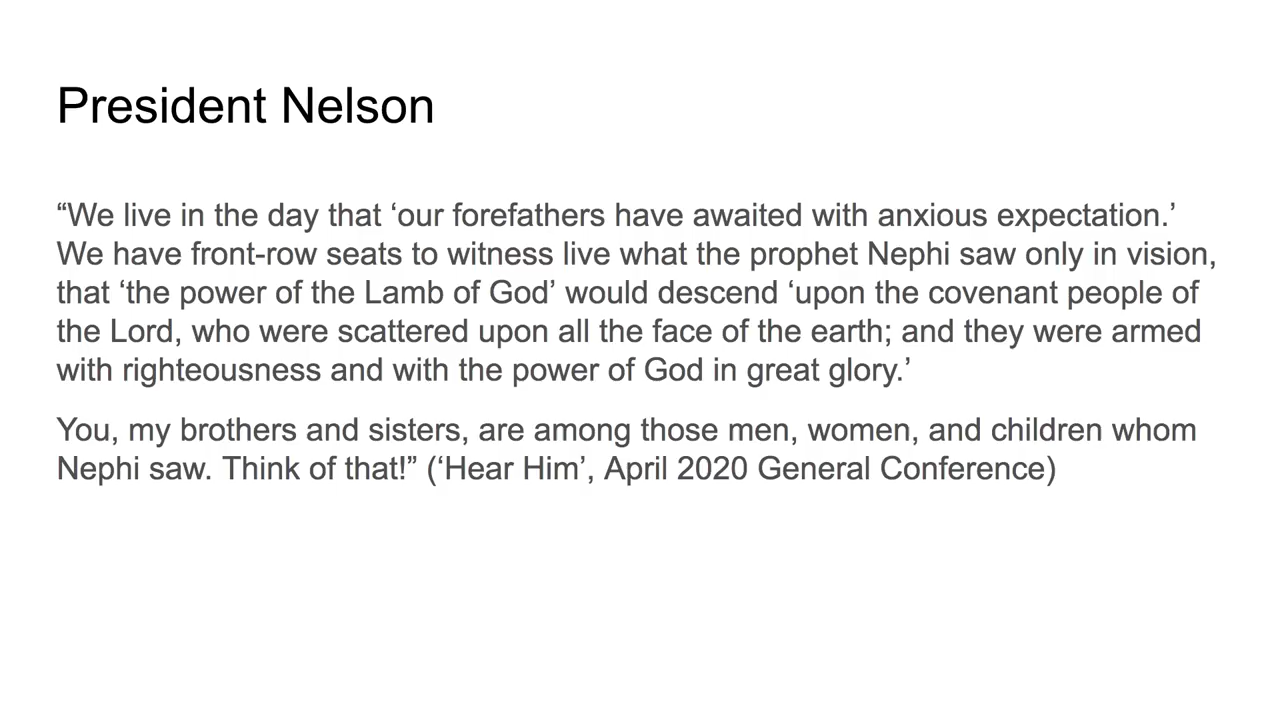 President Nelson
“We live in the day that ‘our forefathers have awaited with anxious expectation.’
We have front-row seats to witness live what the prophet Nephi saw only in vision,
that ‘the power of the Lamb of God’ would descend ‘upon the covenant people of
the Lord, who were scattered upon all the face of the earth; and they were armed
with righteousness and with the power of God in great glory.’
You, my brothers and sisters, are among those men, women, and children whom
Nephi saw. Think of that!” (‘Hear Him’, April 2020 General Conference)